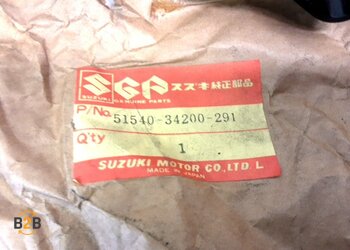 SGP スズキ純正部品
SUZUKI GENUINE PARTS
P/No. 51540-34200-291
Q'ty 1
SUZUKI MOTOR CO., LTD. L
MADE IN JAPAN
B2B